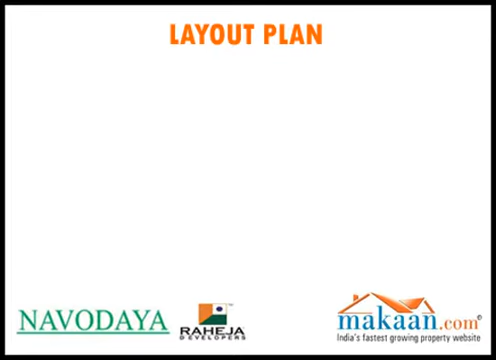 LAYOUT PLAN
NAVODAYA
RAHEJA
DEVELOPERS
makaan.com
India's fastest growing property website